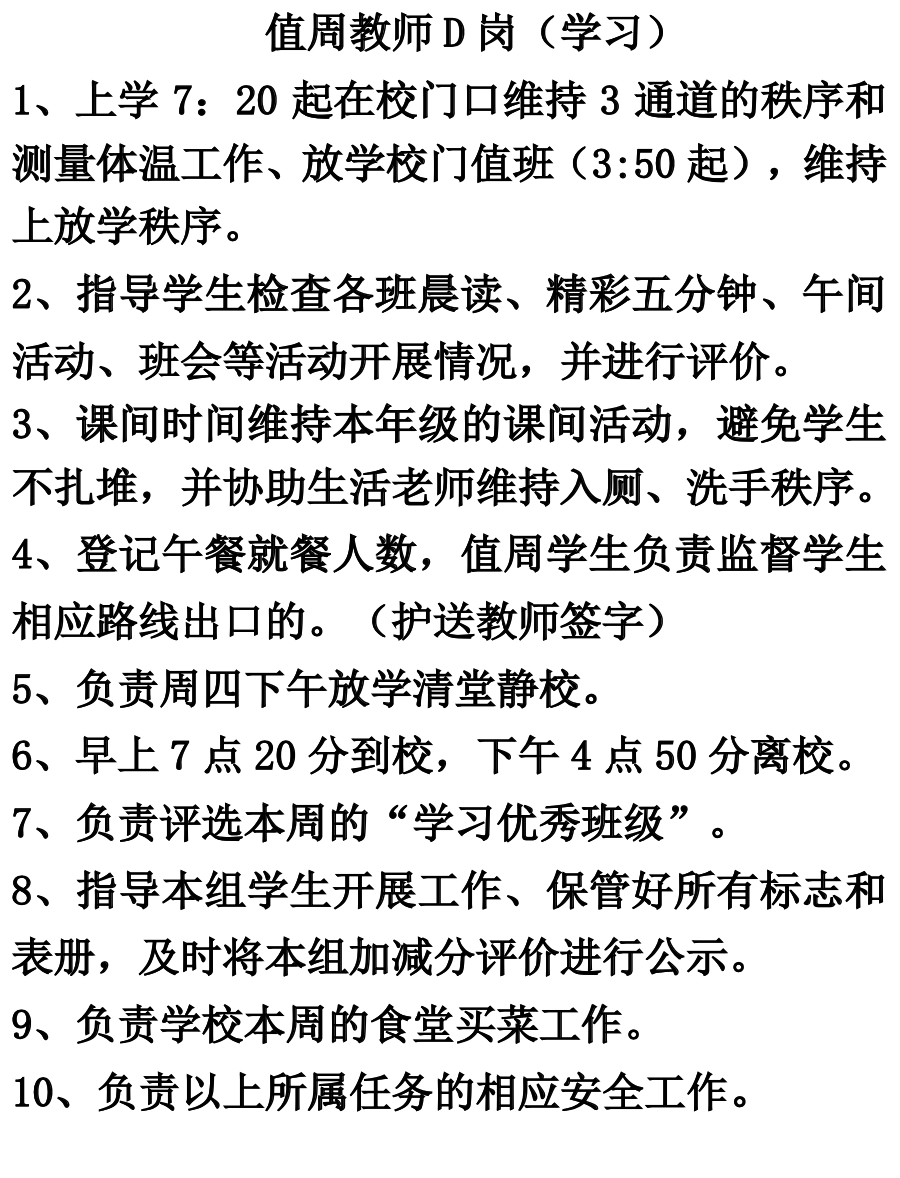 值周教师 D 岗（学习）
1、上学 7：20 起在校门口维持 3 通道的秩序和
测量体温工作、放学校门值班（3:50 起），维持
上放学秩序。
2、指导学生检查各班晨读、精彩五分钟、午间
活动、班会等活动开展情况，并进行评价。
3、课间时间维持本年级的课间活动，避免学生
不扎堆，并协助生活老师维持入厕、洗手秩序。
4、登记午餐就餐人数，值周学生负责监督学生
相应路线出口的。（护送教师签字）
5、负责周四下午放学清堂静校。
6、早上 7 点 20 分到校，下午 4 点 50 分离校。
7、负责评选本周的“学习优秀班级”。
8、指导本组学生开展工作、保管好所有标志和
表册，及时将本组加减分评价进行公示。
9、负责学校本周的食堂买菜工作。
10、负责以上所属任务的相应安全工作。